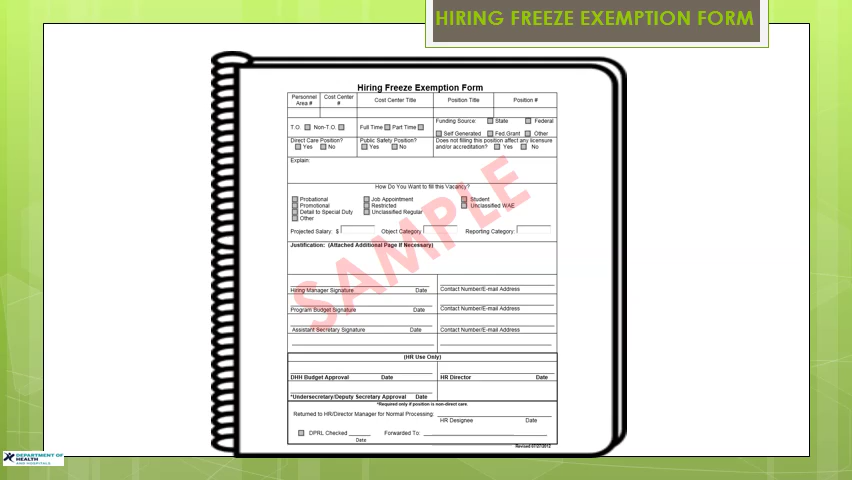 HIRING FREEZE EXEMPTION FORM
Hiring Freeze Exemption Form
Personnel Area # Cost Center # Cost Center Title Position Title Position #
T.O. Non-T.O. Full Time Part Time Funding Source: State Federal
Self Generated Fed.Grant Other
Direct Care Position? Public Safety Position? Does not filling this position affect any licensure
Yes No Yes No and/or accreditation? Yes No
Explain:
How Do You Want to fill this Vacancy?
Probational Job Appointment Student
Promotional Restricted Unclassified WAE
Detail to Special Duty Unclassified Regular
Other
Projected Salary: $ Object Category Reporting Category:
Justification: (Attached Additional Page If Necessary)
SAMPLE
Hiring Manager Signature Date Contact Number/E-mail Address
Program Budget Signature Date Contact Number/E-mail Address
Assistant Secretary Signature Date Contact Number/E-mail Address
(HR Use Only)
DHH Budget Approval Date HR Director Date
*Undersecretary/Deputy Secretary Approval Date
*Required only if position is non-direct care.
Returned to HR/Director Manager for Normal Processing:
HR Designee Date
DPRL Checked Forwarded To:
Date
DEPARTMENT OF
HEALTH
AND HOSPITALS